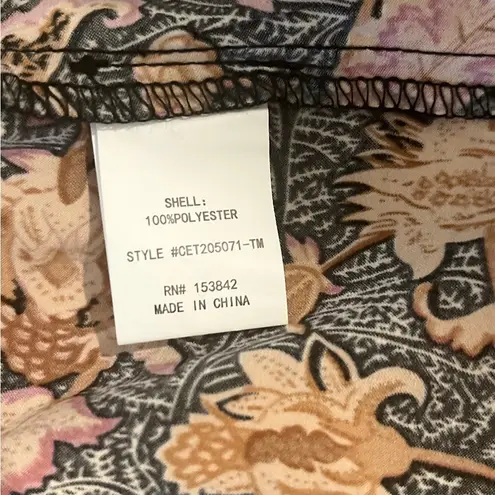 SHELL:
100%POLYESTER
STYLE #CET205071-TM
RN# 153842
MADE IN CHINA